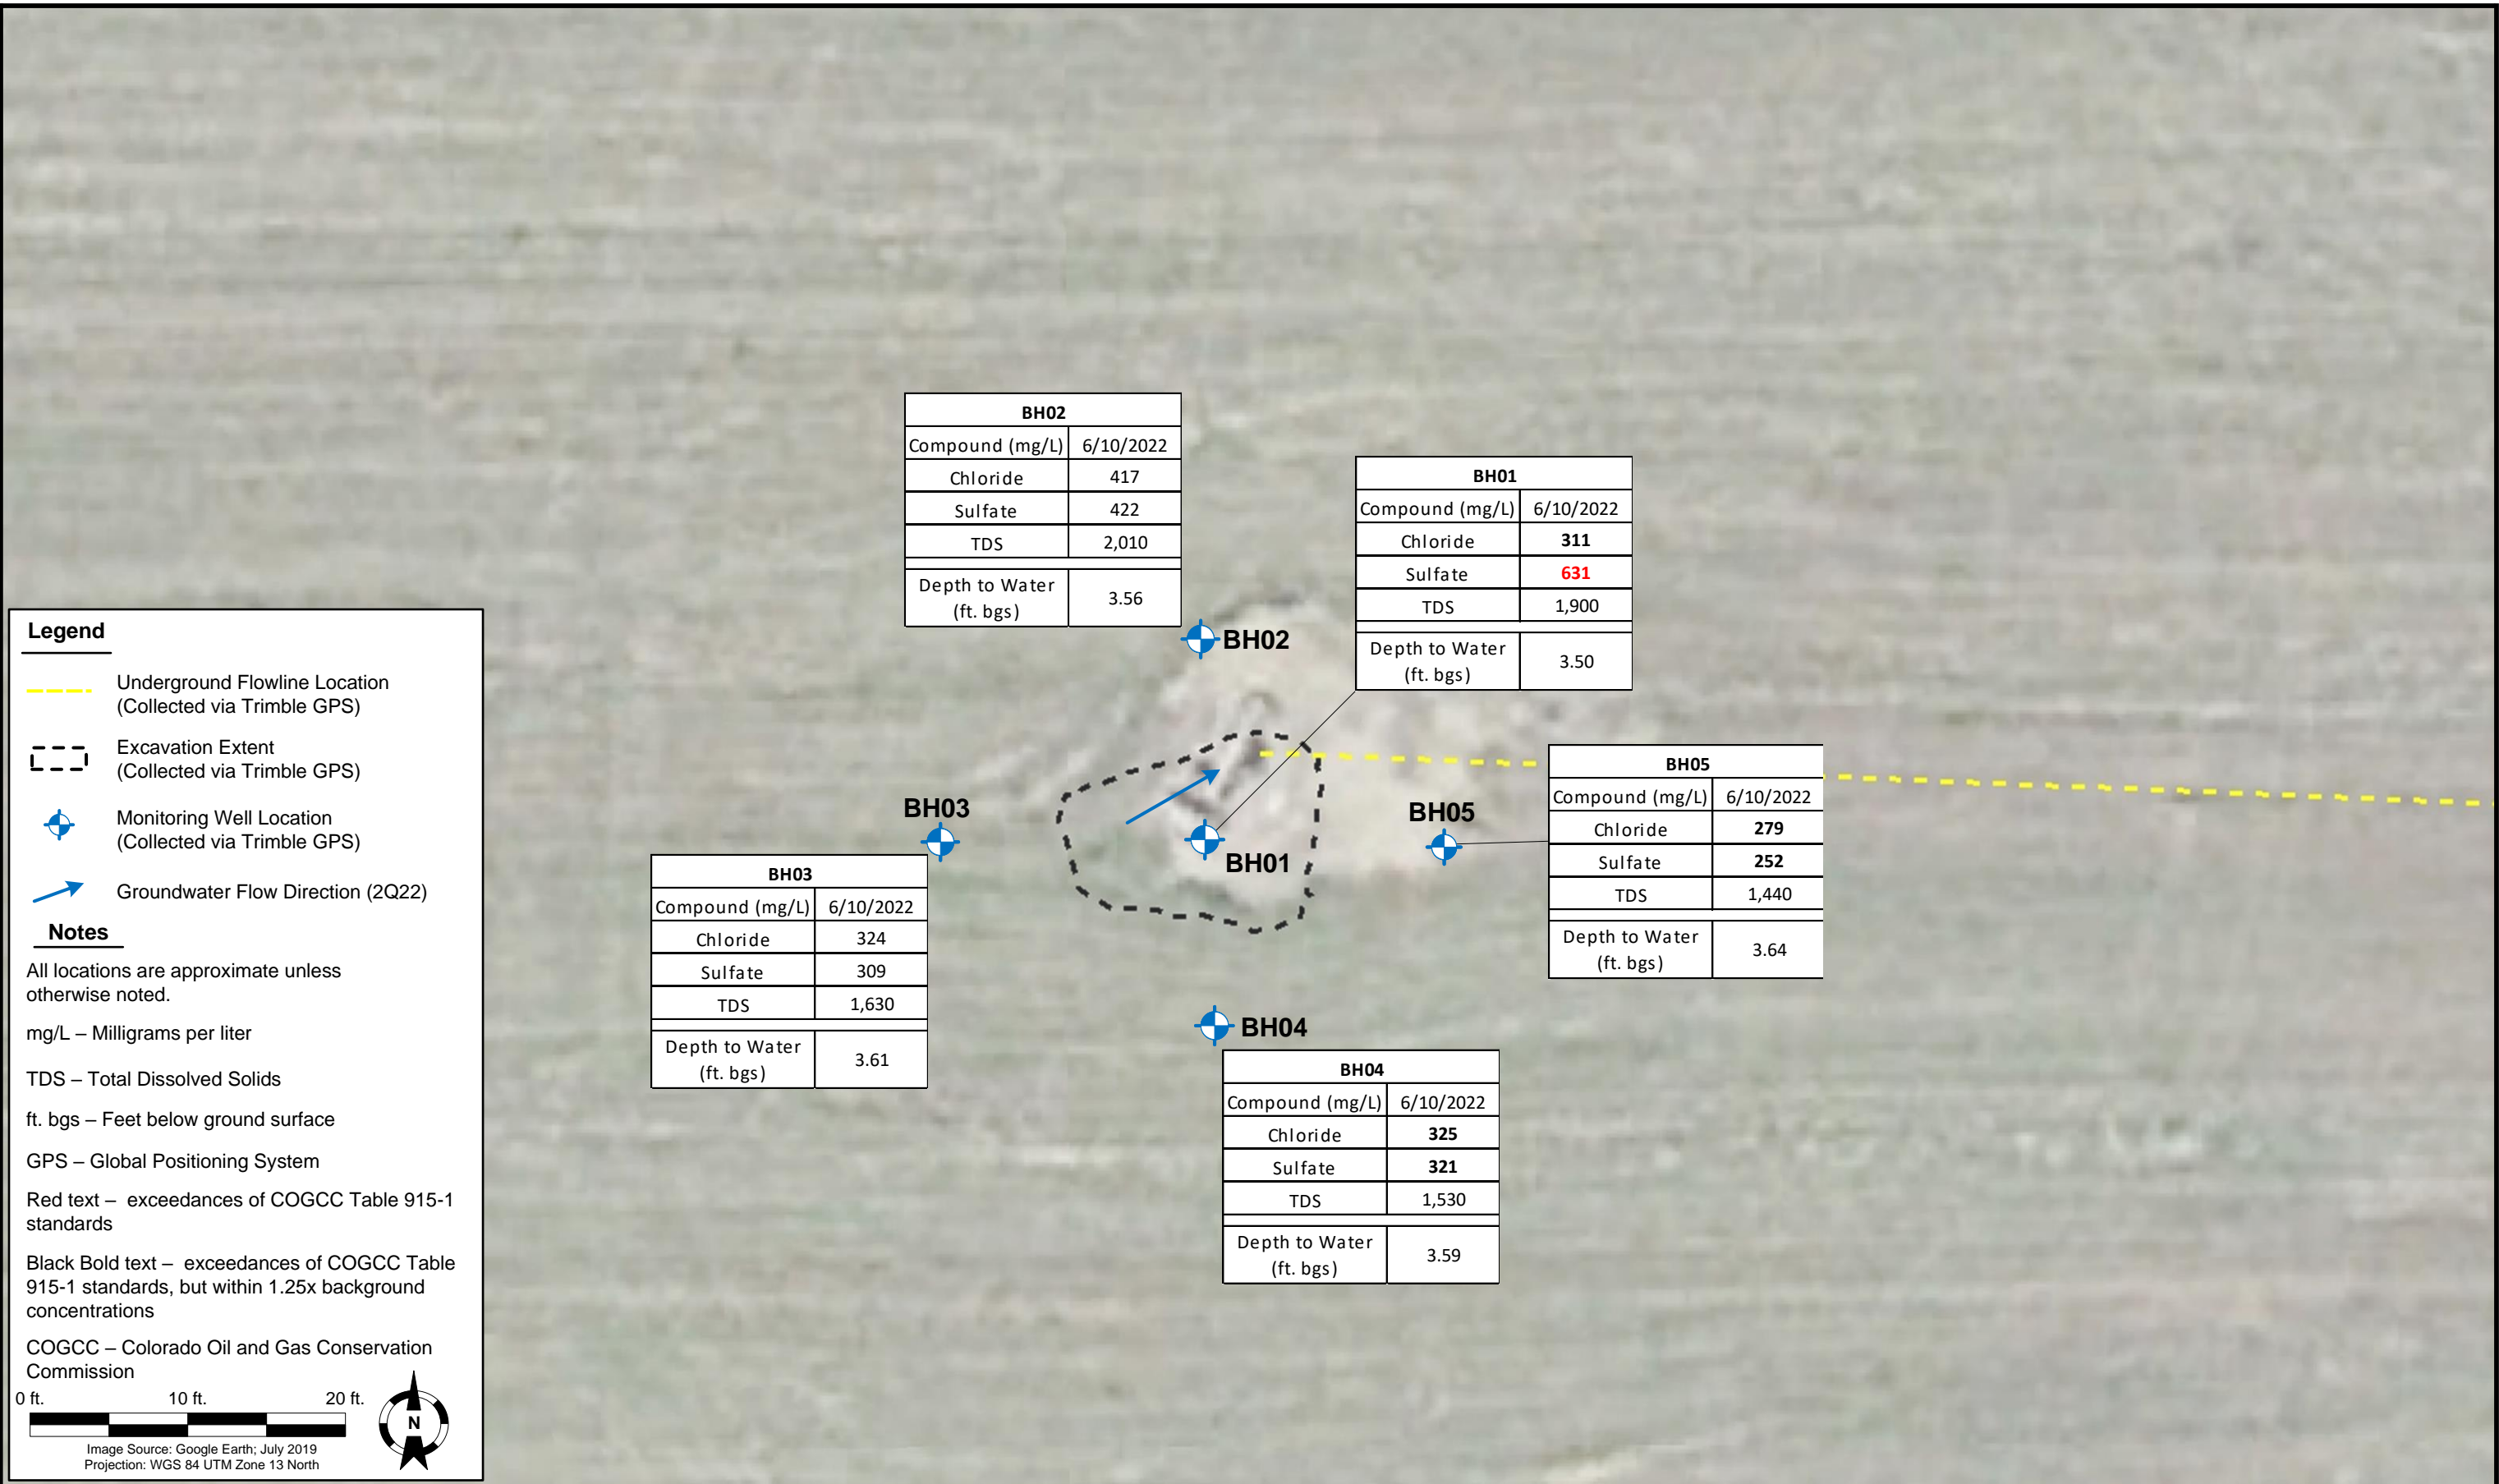 BH02
Compound (mg/L) 6/10/2022
Chloride 417
Sulfate 422
TDS 2,010
Depth to Water
(ft. bgs) 3.56
BH01
Compound (mg/L) 6/10/2022
Chloride 311
Sulfate 631
TDS 1,900
Depth to Water
(ft. bgs) 3.50
BH02
BH03
BH01
BH05
BH05
Compound (mg/L) 6/10/2022
Chloride 279
Sulfate 252
TDS 1,440
Depth to Water
(ft. bgs) 3.64
BH03
Compound (mg/L) 6/10/2022
Chloride 324
Sulfate 309
TDS 1,630
Depth to Water
(ft. bgs) 3.61
BH04
BH04
Compound (mg/L) 6/10/2022
Chloride 325
Sulfate 321
TDS 1,530
Depth to Water
(ft. bgs) 3.59
Legend
Underground Flowline Location
(Collected via Trimble GPS)
Excavation Extent
(Collected via Trimble GPS)
Monitoring Well Location
(Collected via Trimble GPS)
Groundwater Flow Direction (2Q22)
Notes
All locations are approximate unless
otherwise noted.
mg/L – Milligrams per liter
TDS – Total Dissolved Solids
ft. bgs – Feet below ground surface
GPS – Global Positioning System
Red text – exceedances of COGCC Table 915-1
standards
Black Bold text – exceedances of COGCC Table
915-1 standards, but within 1.25x background
concentrations
COGCC – Colorado Oil and Gas Conservation
Commission
0 ft. 10 ft. 20 ft.
N
Image Source: Google Earth; July 2019
Projection: WGS 84 UTM Zone 13 North